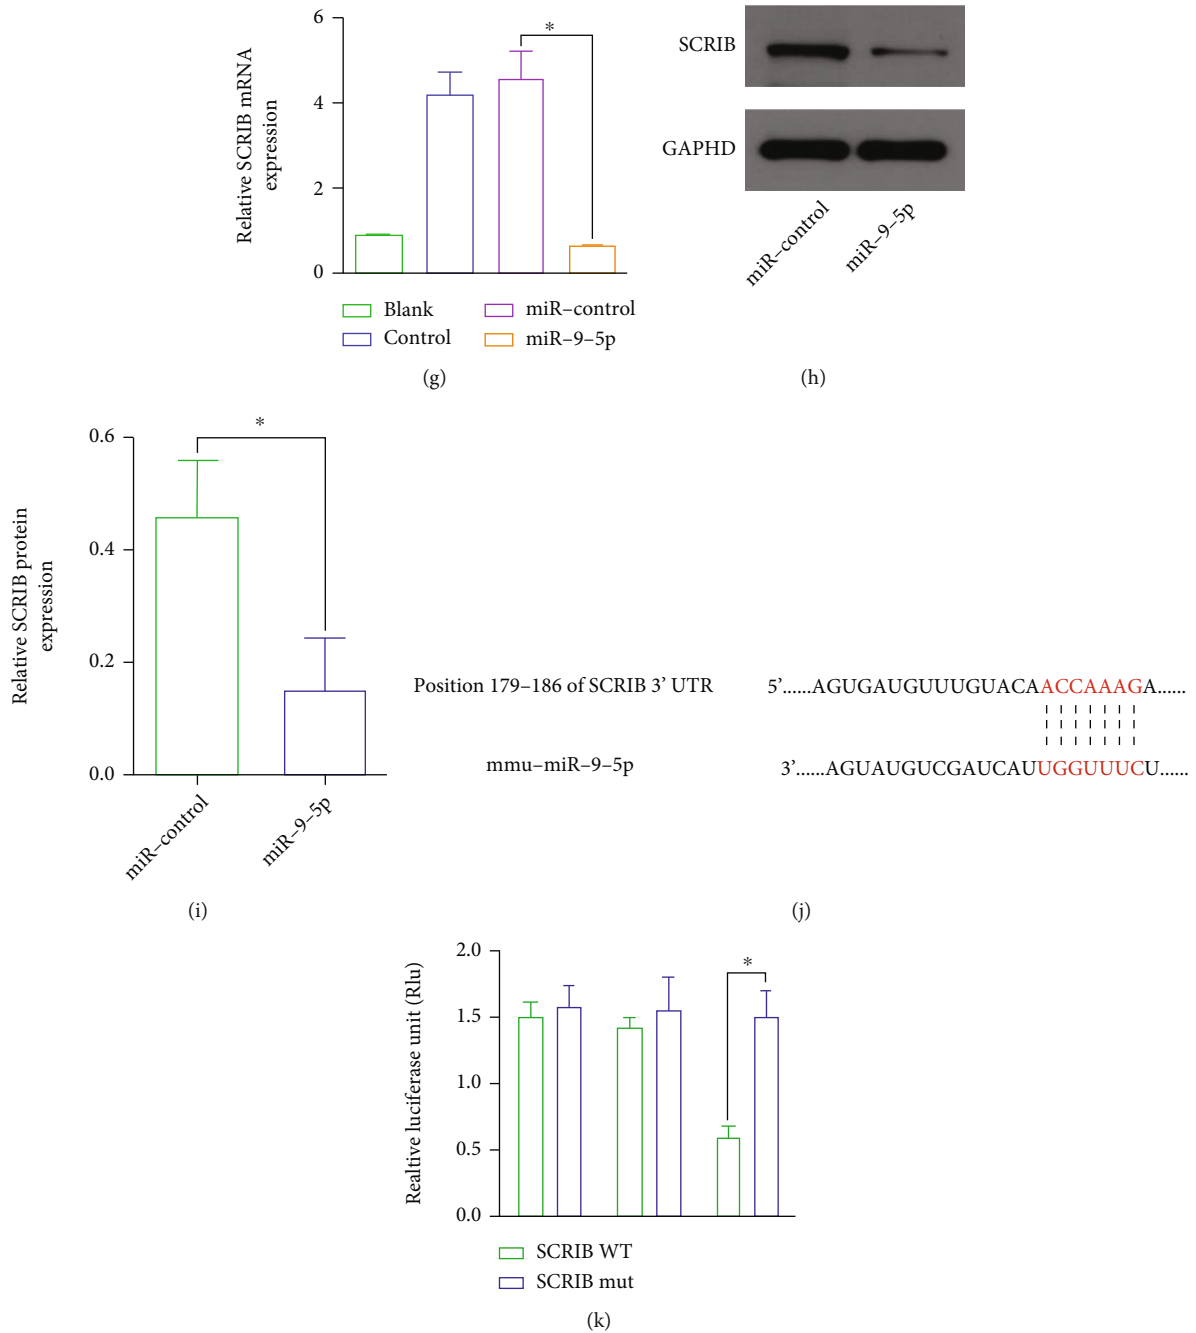 Relative SCRIB mRNA
expression
6
4
2
0
*
Blank
Control
miR–control
miR–9–5p
(g)
SCRIB
GAPHD
miR–control
miR–9–5p
(h)
Relative SCRIB protein
expression
0.6
0.4
0.2
0.0
*
miR–control
miR–9–5p
(i)
Position 179–186 of SCRIB 3’ UTR
5’......AGUGAUGUUUGUACAACCAAAGA......
mmu–miR–9–5p
3’......AGUAUGUCGAUCAUUUGGUUUCU......
(j)
Realtive luciferase unit (Rlu)
2.0
1.5
1.0
0.5
0.0
*
SCRIB WT
SCRIB mut
(k)